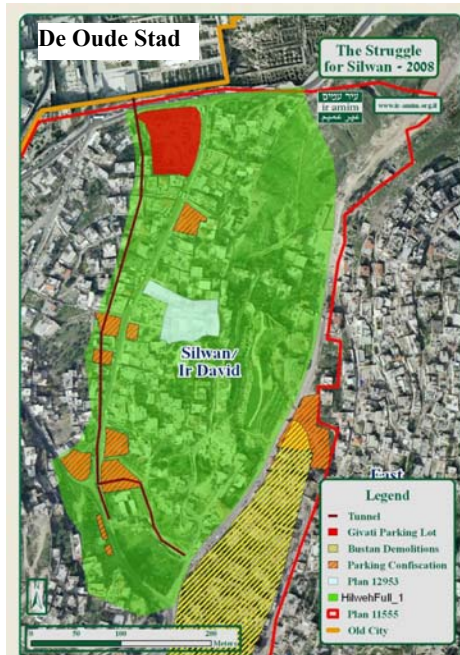 De Oude Stad
The Struggle
for Silwan - 2008
עיר עמים
ir amim
عير عميم
www.ir-amim.org.il
Silwan/
Ir David
East
Legend
Tunnel
Givati Parking Lot
Bustan Demolitions
Parking Confiscation
Plan 12953
HilwehFull_1
Plan 11555
Old City
0 50 100 200
Meters